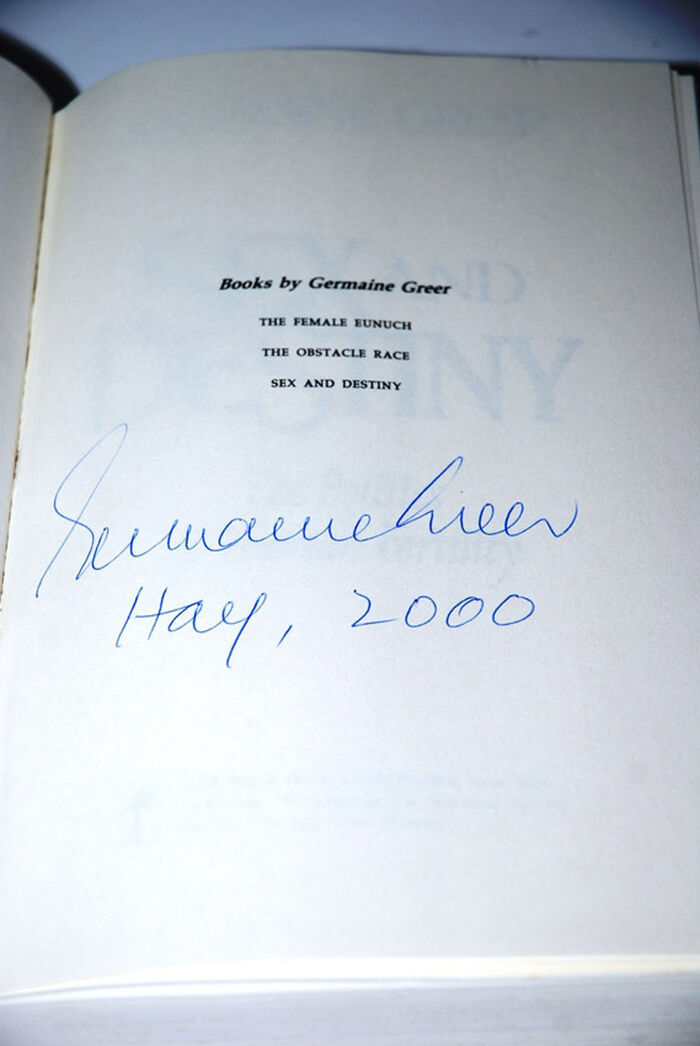 Books by Germaine Greer
THE FEMALE EUNUCH
THE OBSTACLE RACE
SEX AND DESTINY
Germaine Greer
Hay, 2000